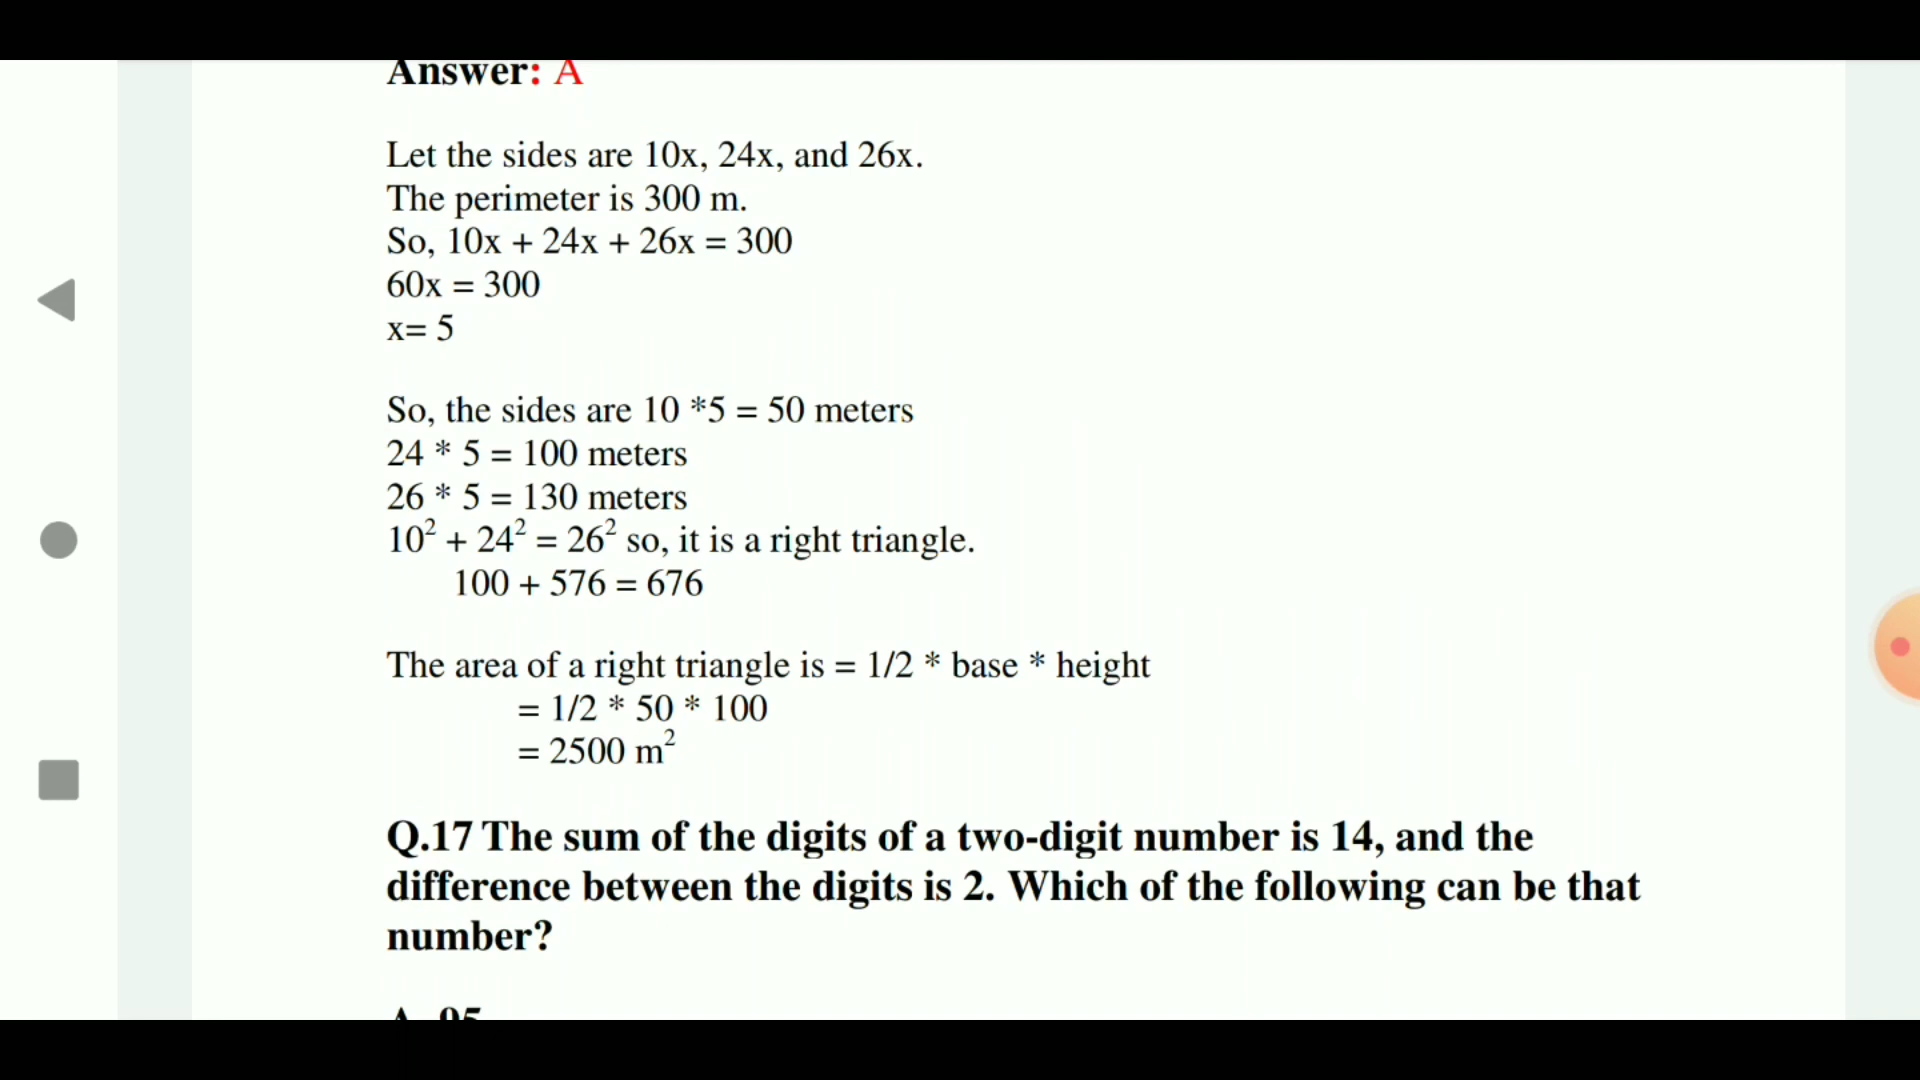 Answer: A
Let the sides are 10x, 24x, and 26x.
The perimeter is 300 m.
So, 10x + 24x + 26x = 300
60x = 300
x= 5
So, the sides are 10 *5 = 50 meters
24 * 5 = 100 meters
26 * 5 = 130 meters
10² + 24² = 26² so, it is a right triangle.
100 + 576 = 676
The area of a right triangle is = 1/2 * base * height
= 1/2 * 50 * 100
= 2500 m²
Q.17 The sum of the digits of a two-digit number is 14, and the
difference between the digits is 2. Which of the following can be that
number?